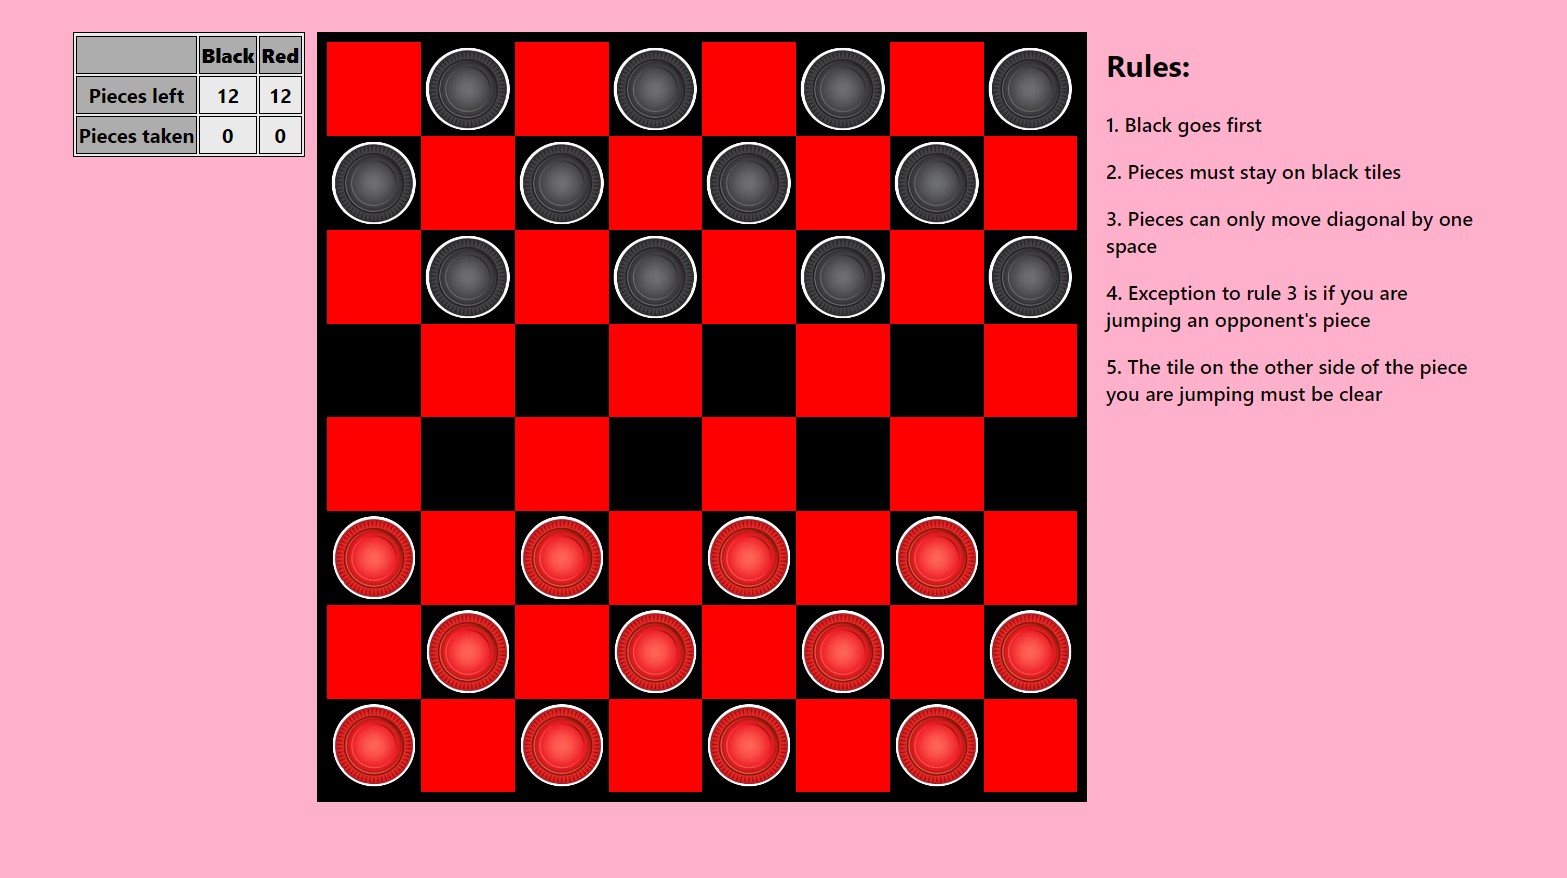 Black Red
Pieces left 12 12
Pieces taken 0 0
Rules:
1. Black goes first
2. Pieces must stay on black tiles
3. Pieces can only move diagonal by one
space
4. Exception to rule 3 is if you are
jumping an opponent's piece
5. The tile on the other side of the piece
you are jumping must be clear